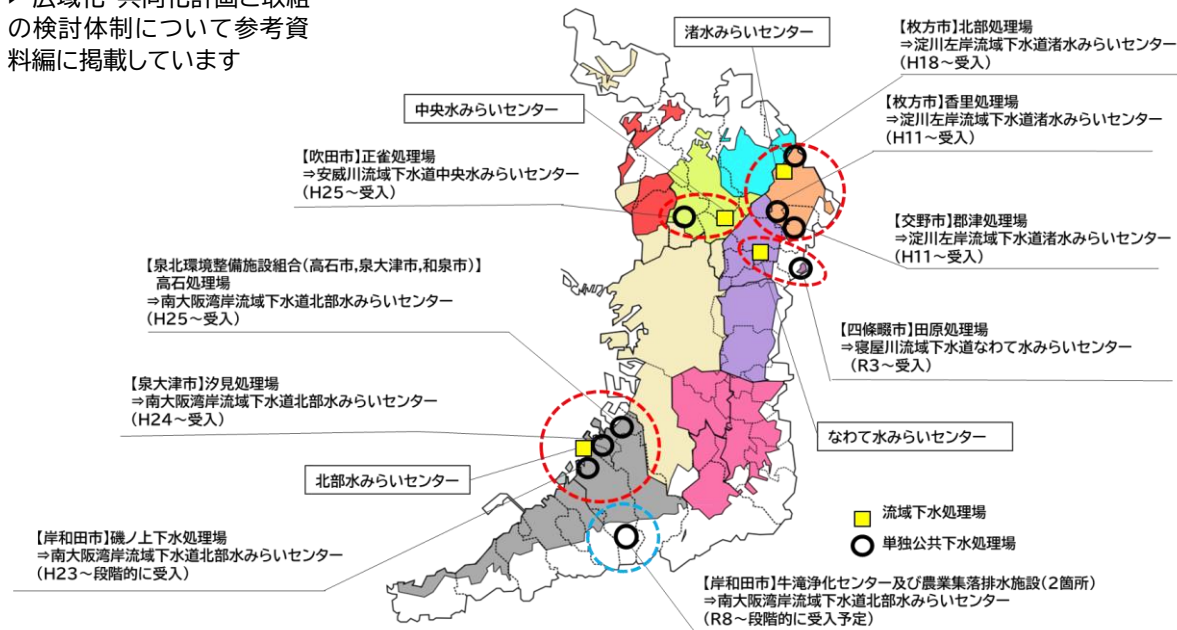 の検討体制について参考資
料編に掲載しています
渚水みらいセンター
【枚方市】北部処理場
⇒淀川左岸流域下水道渚水みらいセンター
(H18~受入)
中央水みらいセンター
【枚方市】香里処理場
⇒淀川左岸流域下水道渚水みらいセンター
(H11~受入)
【吹田市】正雀処理場
⇒安威川流域下水道中央水みらいセンター
(H25~受入)
【交野市】郡津処理場
⇒淀川左岸流域下水道渚水みらいセンター
(H11~受入)
【泉北環境整備施設組合(高石市,泉大津市,和泉市)】
高石処理場
⇒南大阪湾岸流域下水道北部水みらいセンター
(H25~受入)
【四條畷市】田原処理場
⇒寝屋川流域下水道なわて水みらいセンター
(R3~受入)
【泉大津市】汐見処理場
⇒南大阪湾岸流域下水道北部水みらいセンター
(H24~受入)
なわて水みらいセンター
北部水みらいセンター
流域下水処理場
単独公共下水処理場
【岸和田市】磯ノ上下水処理場
⇒南大阪湾岸流域下水道北部水みらいセンター
(H23~段階的に受入)
【岸和田市】牛滝浄化センター及び農業集落排水施設(2箇所)
⇒南大阪湾岸流域下水道北部水みらいセンター
(R8~段階的に受入予定)